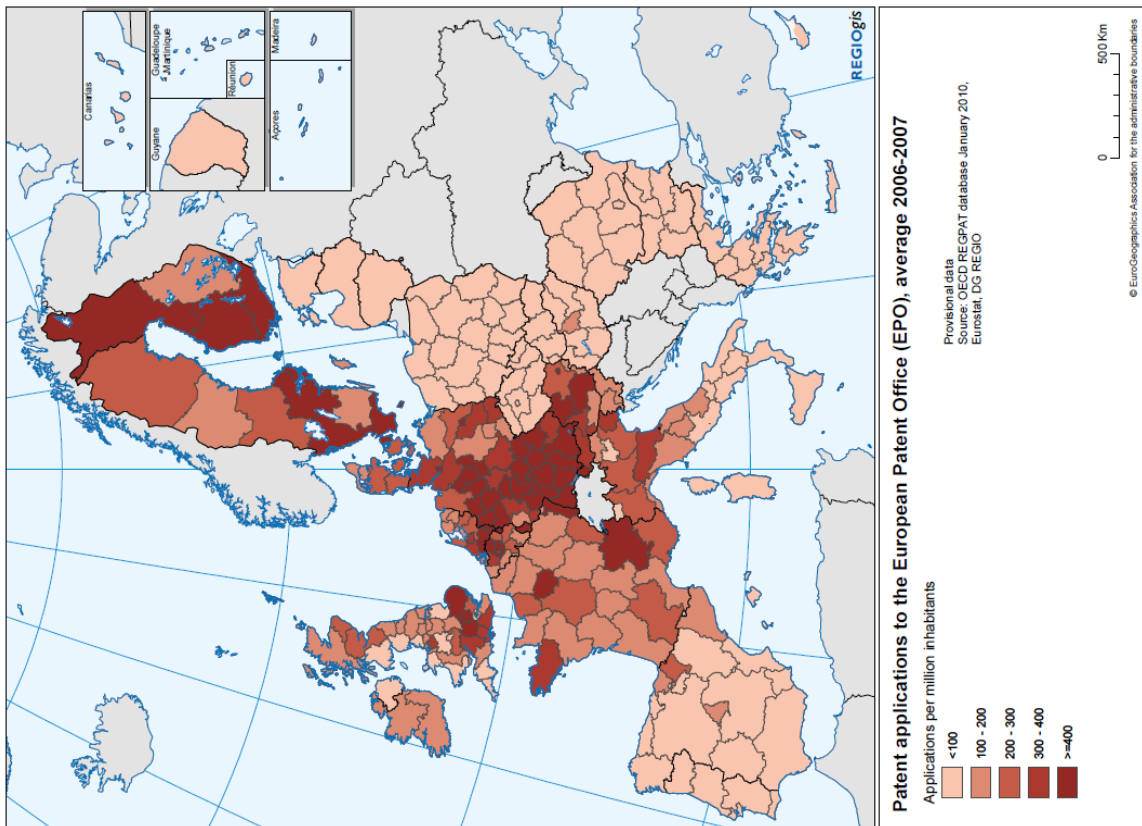 Canarias
Guyane
Guadeloupe
Martinique
Réunion
Açores
Madeira
REGIOgis
Patent applications to the European Patent Office (EPO), average 2006-2007
Applications per million inhabitants
<100
100 - 200
200 - 300
300 - 400
>=400
Provisional data
Source: OECD REGPAT database January 2010,
Eurostat, DG REGIO
0 500 Km
© EuroGeographics Association for the administrative boundaries